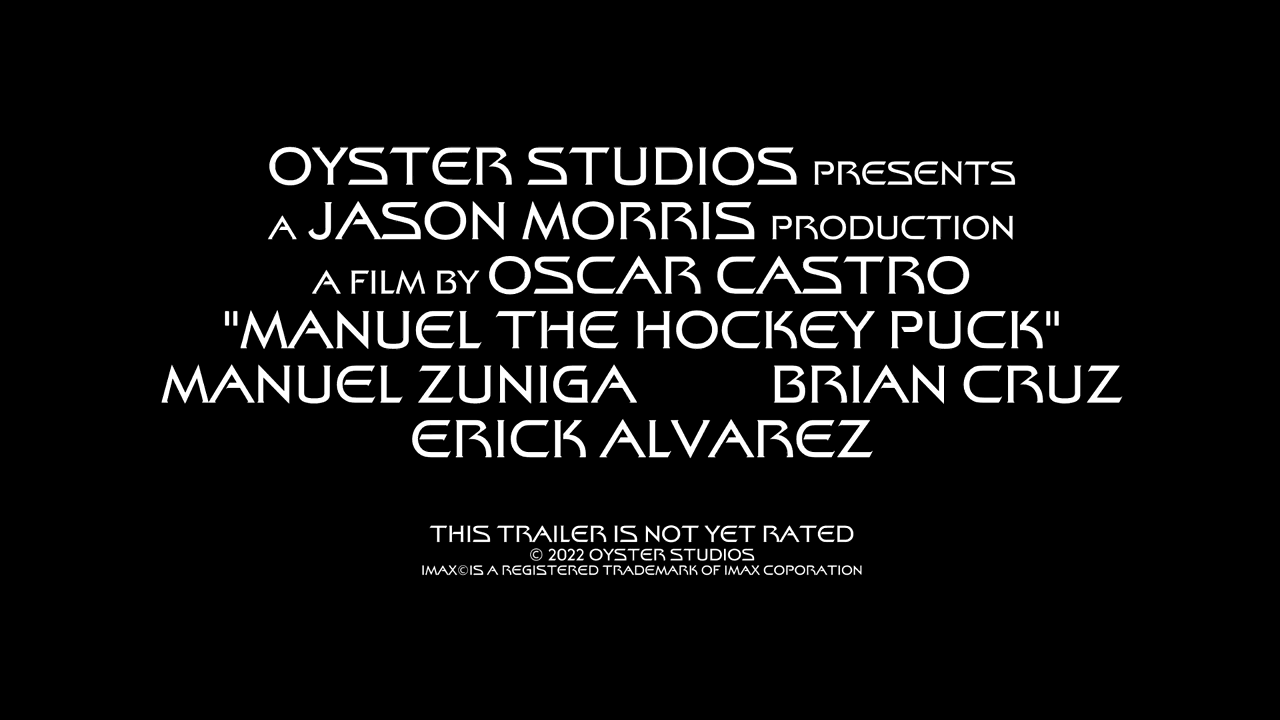 OYSTER STUDIOS PRESENTS
A JASON MORRIS PRODUCTION
A FILM BY OSCAR CASTRO
"MANUEL THE HOCKEY PUCK"
MANUEL ZUNIGA BRIAN CRUZ
ERICK ALVAREZ
THIS TRAILER IS NOT YET RATED
© 2022 OYSTER STUDIOS
IMAX©IS A REGISTERED TRADEMARK OF IMAX COPORATION